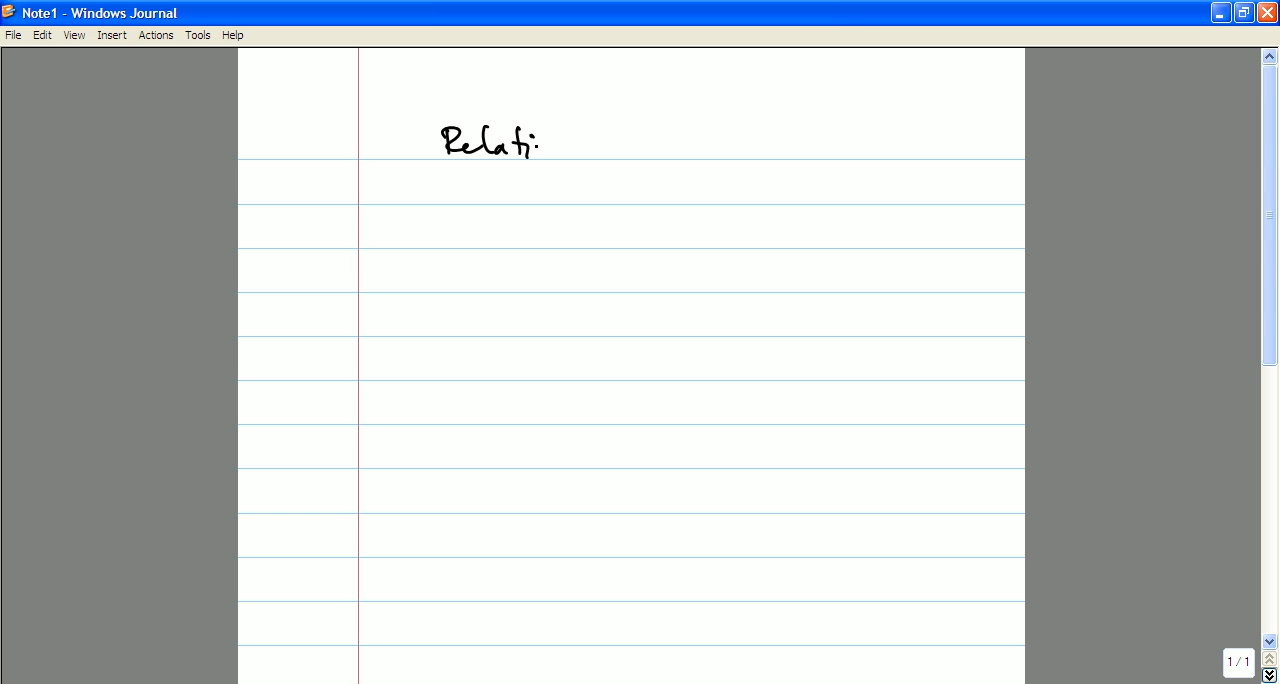 Note1 - Windows Journal
File Edit View Insert Actions Tools Help
Relati
1 / 1